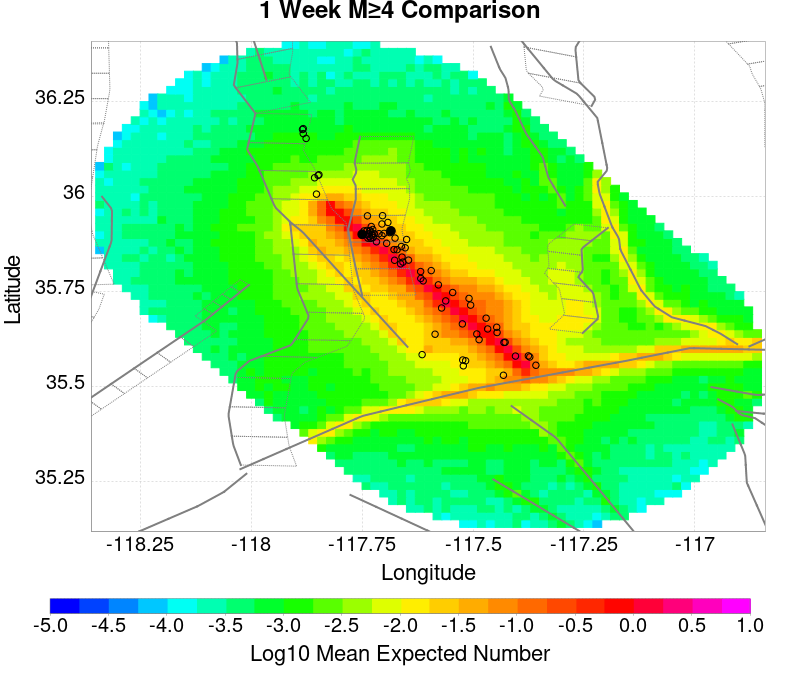 1 Week M≥4 Comparison
36.25
36
35.75
35.5
35.25
Latitude
-118.25 -118 -117.75 -117.5 -117.25 -117
Longitude
-5.0 -4.5 -4.0 -3.5 -3.0 -2.5 -2.0 -1.5 -1.0 -0.5 0.0 0.5 1.0
Log10 Mean Expected Number